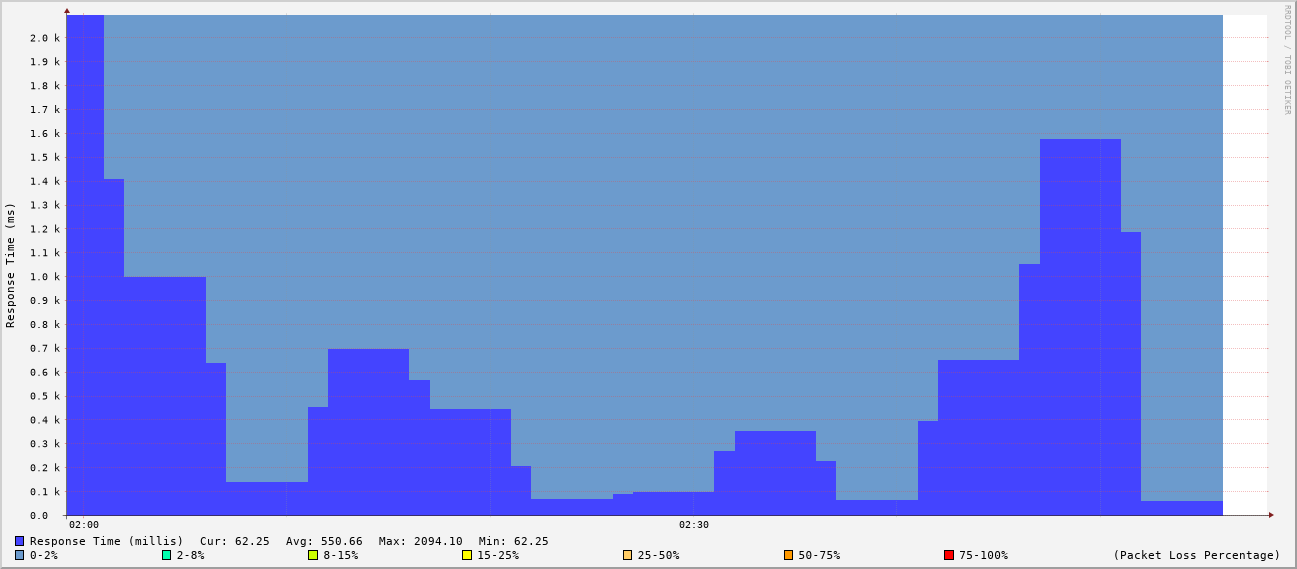 RRDTOOL / TOBI OETIKER
Response Time (ms)
2.0 k
1.9 k
1.8 k
1.7 k
1.6 k
1.5 k
1.4 k
1.3 k
1.2 k
1.1 k
1.0 k
0.9 k
0.8 k
0.7 k
0.6 k
0.5 k
0.4 k
0.3 k
0.2 k
0.1 k
0.0
02:00 02:30
Response Time (millis) Cur: 62.25 Avg: 550.66 Max: 2094.10 Min: 62.25
0-2% 2-8% 8-15% 15-25% 25-50% 50-75% 75-100% (Packet Loss Percentage)